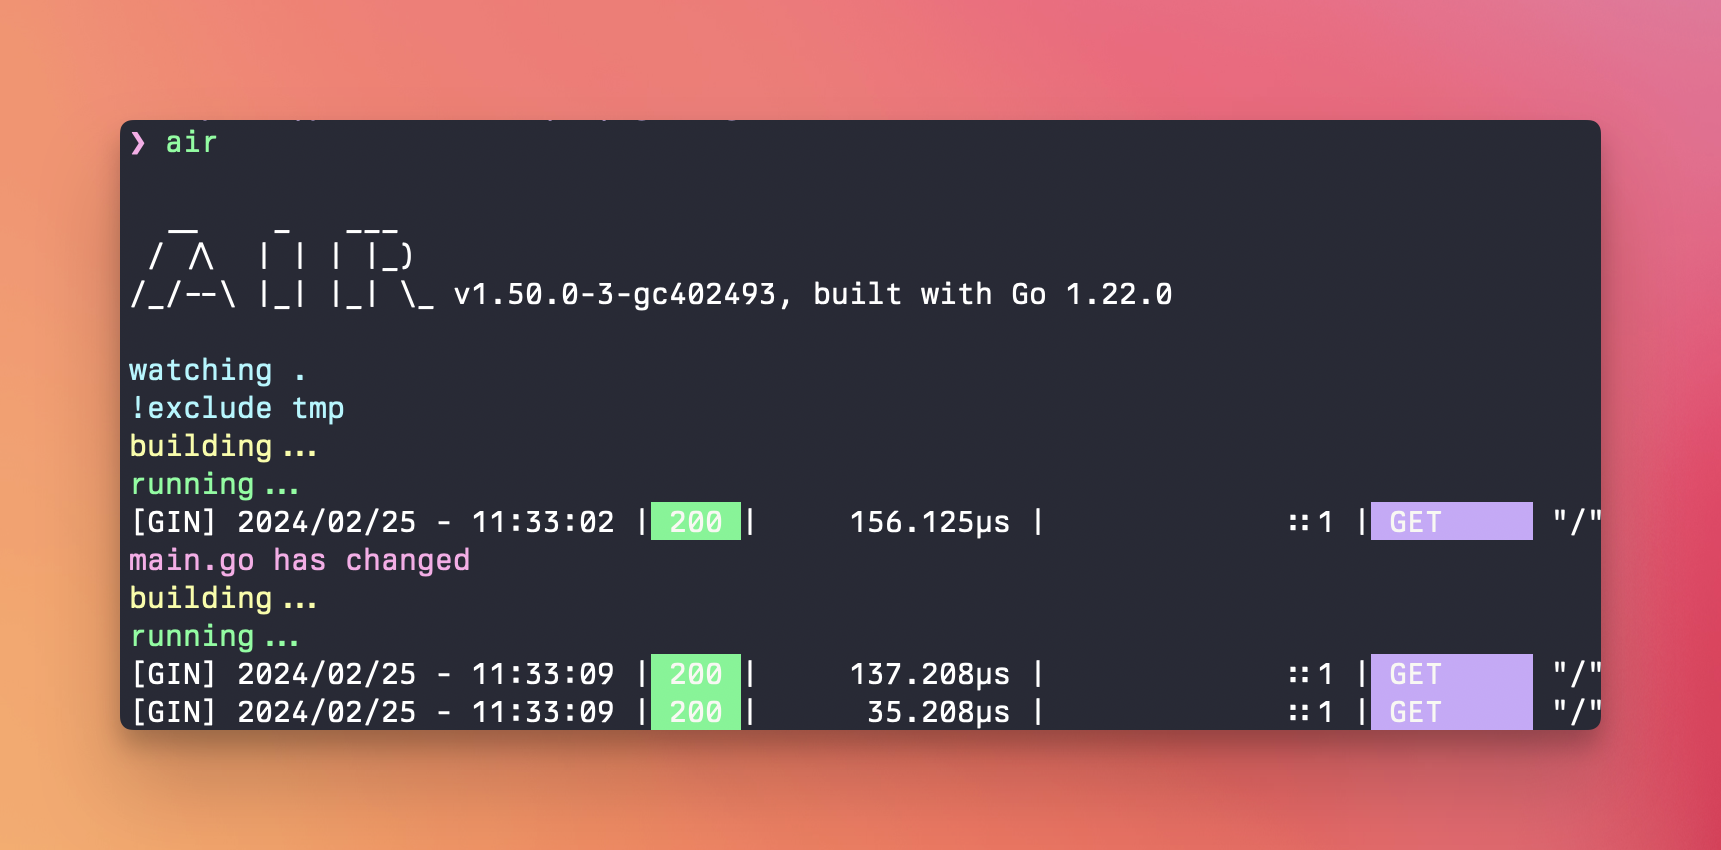 ❯ air
  __    _   ___
 / /\  | | | |_)
/_/--\ |_| |_| \_ v1.50.0-3-gc402493, built with Go 1.22.0
watching .
!exclude tmp
building...
running...
[GIN] 2024/02/25 - 11:33:02 | 200 |     156.125µs |             ::1 | GET      "/"
main.go has changed
building...
running...
[GIN] 2024/02/25 - 11:33:09 | 200 |     137.208µs |             ::1 | GET      "/"
[GIN] 2024/02/25 - 11:33:09 | 200 |      35.208µs |             ::1 | GET      "/"